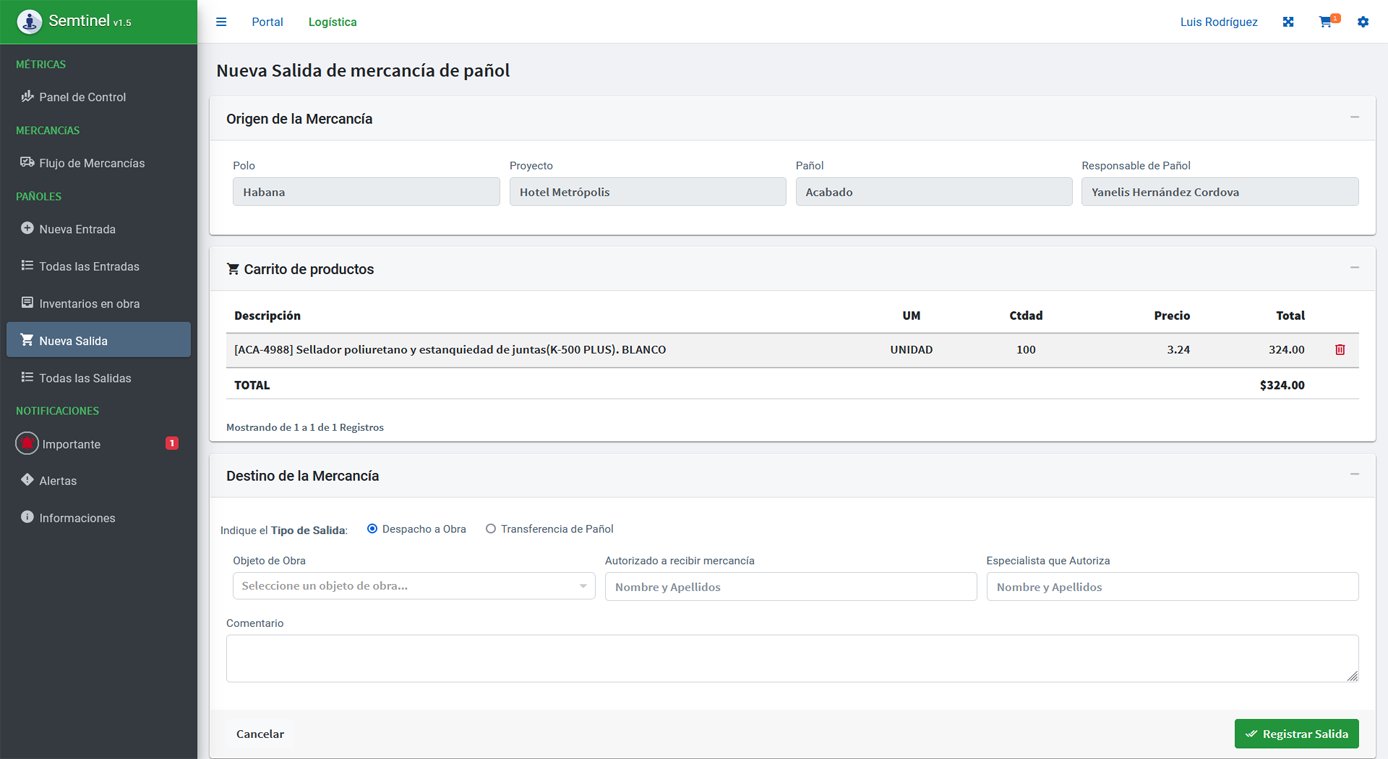 Semtinel v1.5
Portal
Logística
Luis Rodríguez
1
MÉTRICAS
Panel de Control
MERCANCíAS
Flujo de Mercancías
PAÑOLES
Nueva Entrada
Todas las Entradas
Inventarios en obra
Nueva Salida
Todas las Salidas
NOTIFICACIONES
Importante
1
Alertas
Informaciones
Nueva Salida de mercancía de pañol
Origen de la Mercancía
Polo Proyecto Pañol Responsable de Pañol
Habana Hotel Metrópolis Acabado Yanelis Hernández Cordova
Carrito de productos
Descripción UM Ctdad Precio Total
[ACA-4988] Sellador poliuretano y estanquiedad de juntas(K-500 PLUS). BLANCO UNIDAD 100 3.24 324.00
TOTAL $324.00
Mostrando de 1 a 1 de 1 Registros
Destino de la Mercancía
Indique el Tipo de Salida: Despacho a Obra Transferencia de Pañol
Objeto de Obra Autorizado a recibir mercancía Especialista que Autoriza
Seleccione un objeto de obra... Nombre y Apellidos Nombre y Apellidos
Comentario
Cancelar Registrar Salida